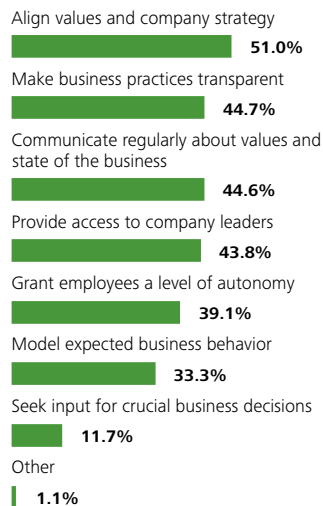 Align values and company strategy
51.0%
Make business practices transparent
44.7%
Communicate regularly about values and
state of the business
44.6%
Provide access to company leaders
43.8%
Grant employees a level of autonomy
39.1%
Model expected business behavior
33.3%
Seek input for crucial business decisions
11.7%
Other
1.1%